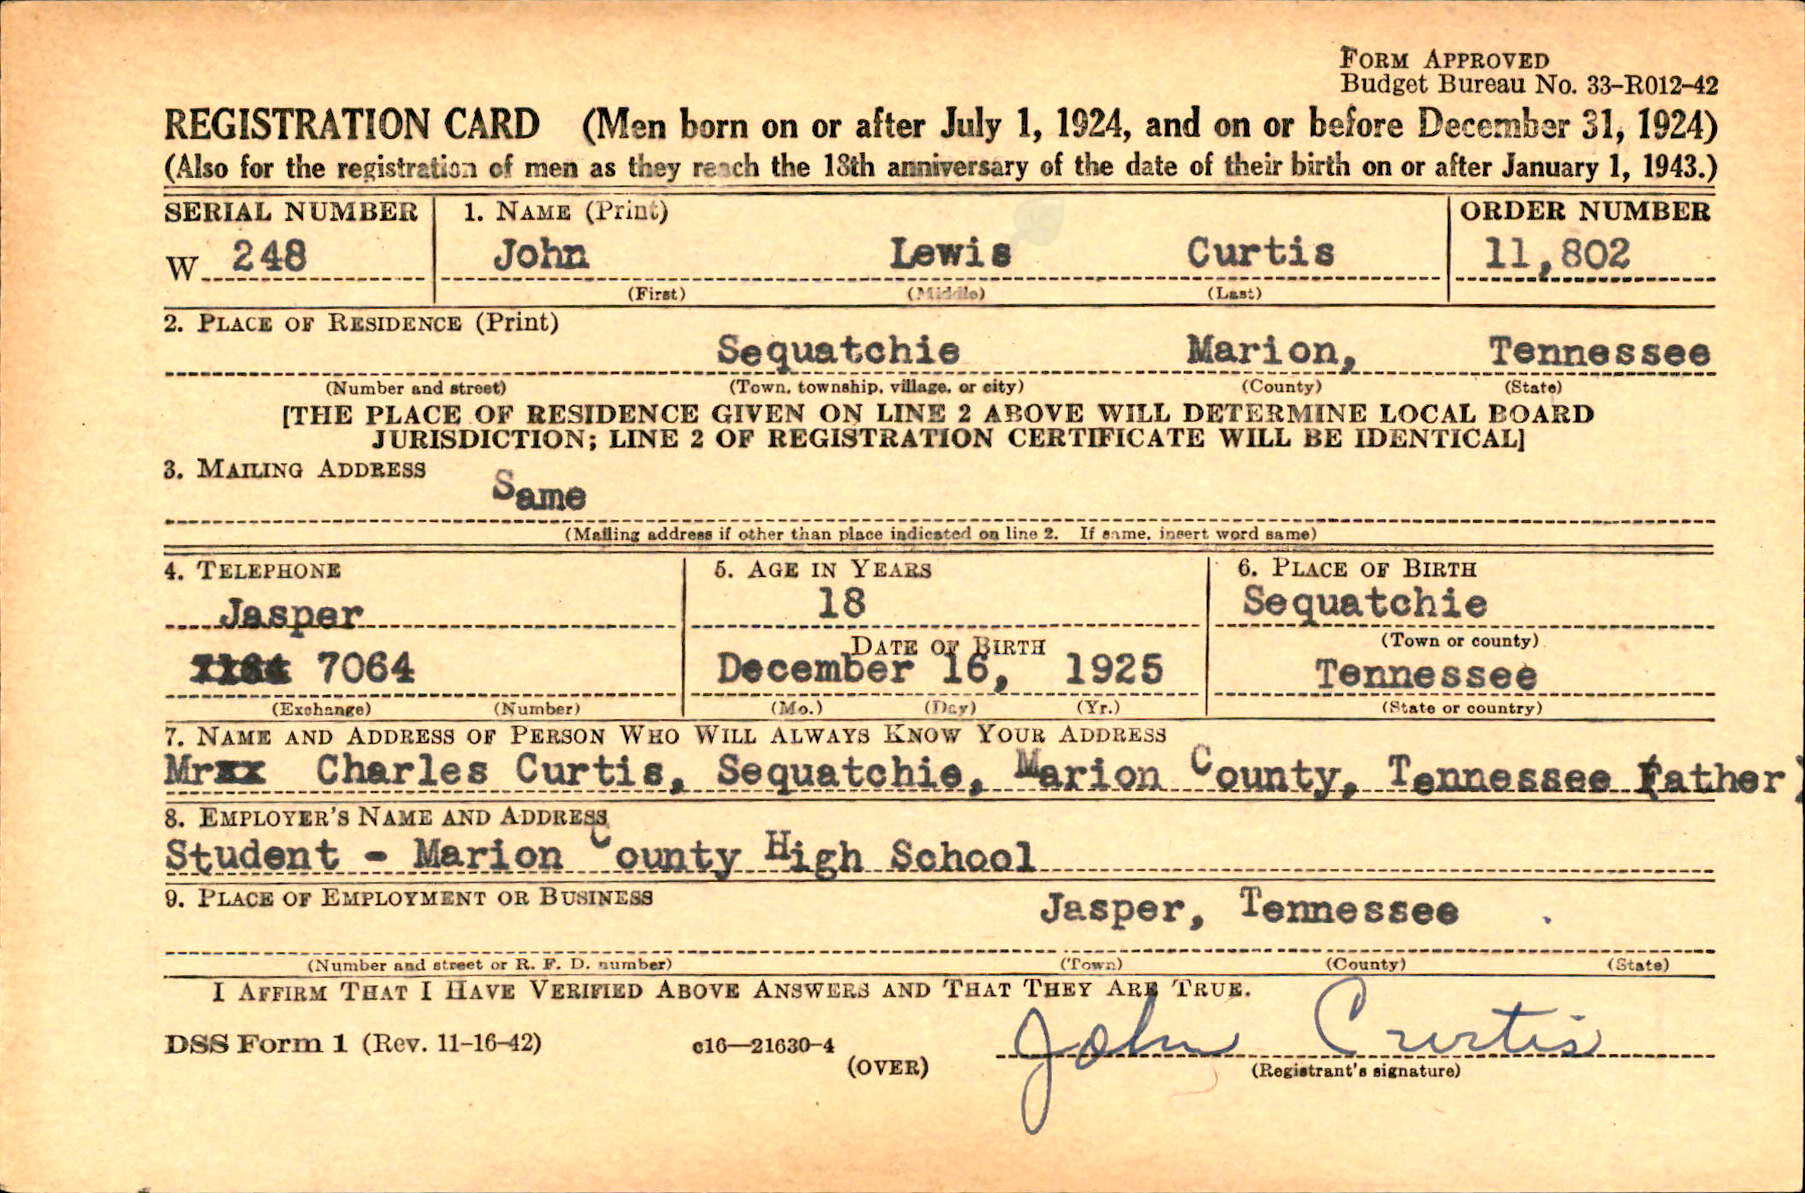 FORM APPROVED
Budget Bureau No. 33-R012-42
REGISTRATION CARD (Men born on or after July 1, 1924, and on or before December 31, 1924)
(Also for the registration of men as they reach the 18th anniversary of the date of their birth on or after January 1, 1943.)
SERIAL NUMBER 1. NAME (Print) ORDER NUMBER
W 248 John Lewis Curtis 11,802
(First) (Middle) (Last)
2. PLACE OF RESIDENCE (Print)
Sequatchie Marion, Tennessee
(Number and street) (Town, township, village, or city) (County) (State)
[THE PLACE OF RESIDENCE GIVEN ON LINE 2 ABOVE WILL DETERMINE LOCAL BOARD
JURISDICTION; LINE 2 OF REGISTRATION CERTIFICATE WILL BE IDENTICAL]
3. MAILING ADDRESS
Same
(Mailing address if other than place indicated on line 2. If same, insert word same)
4. TELEPHONE 5. AGE IN YEARS 6. PLACE OF BIRTH
Jasper 18 Sequatchie
DATE OF BIRTH (Town or county)
7064 December 16, 1925 Tennessee
(Exchange) (Number) (Mo.) (Day) (Yr.) (State or country)
7. NAME AND ADDRESS OF PERSON WHO WILL ALWAYS KNOW YOUR ADDRESS
Mrxx Charles Curtis, Sequatchie, Marion County, Tennessee (Father)
8. EMPLOYER'S NAME AND ADDRESS
Student - Marion County High School
9. PLACE OF EMPLOYMENT OR BUSINESS
Jasper, Tennessee
(Number and street or R. F. D. number) (Town) (County) (State)
I AFFIRM THAT I HAVE VERIFIED ABOVE ANSWERS AND THAT THEY ARE TRUE.
DSS Form 1 (Rev. 11-16-42) c16—21630-4 John Curtis
(OVER) (Registrant's signature)